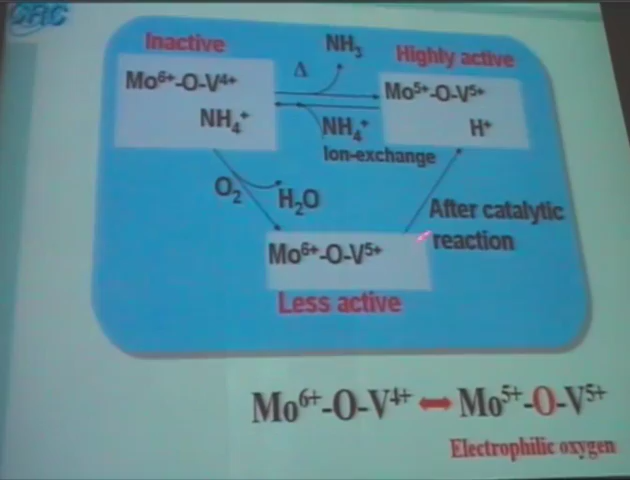 CRC
Inactive
NH₃
Highly active
Δ
Mo⁶⁺-O-V⁴⁺
Mo⁵⁺-O-V⁵⁺
NH₄⁺
NH₄⁺
H⁺
Ion-exchange
O₂
H₂O
After catalytic
reaction
Mo⁶⁺-O-V⁵⁺
Less active
Mo⁶⁺-O-V⁴⁺ ↔ Mo⁵⁺-O-V⁵⁺
Electrophilic oxygen